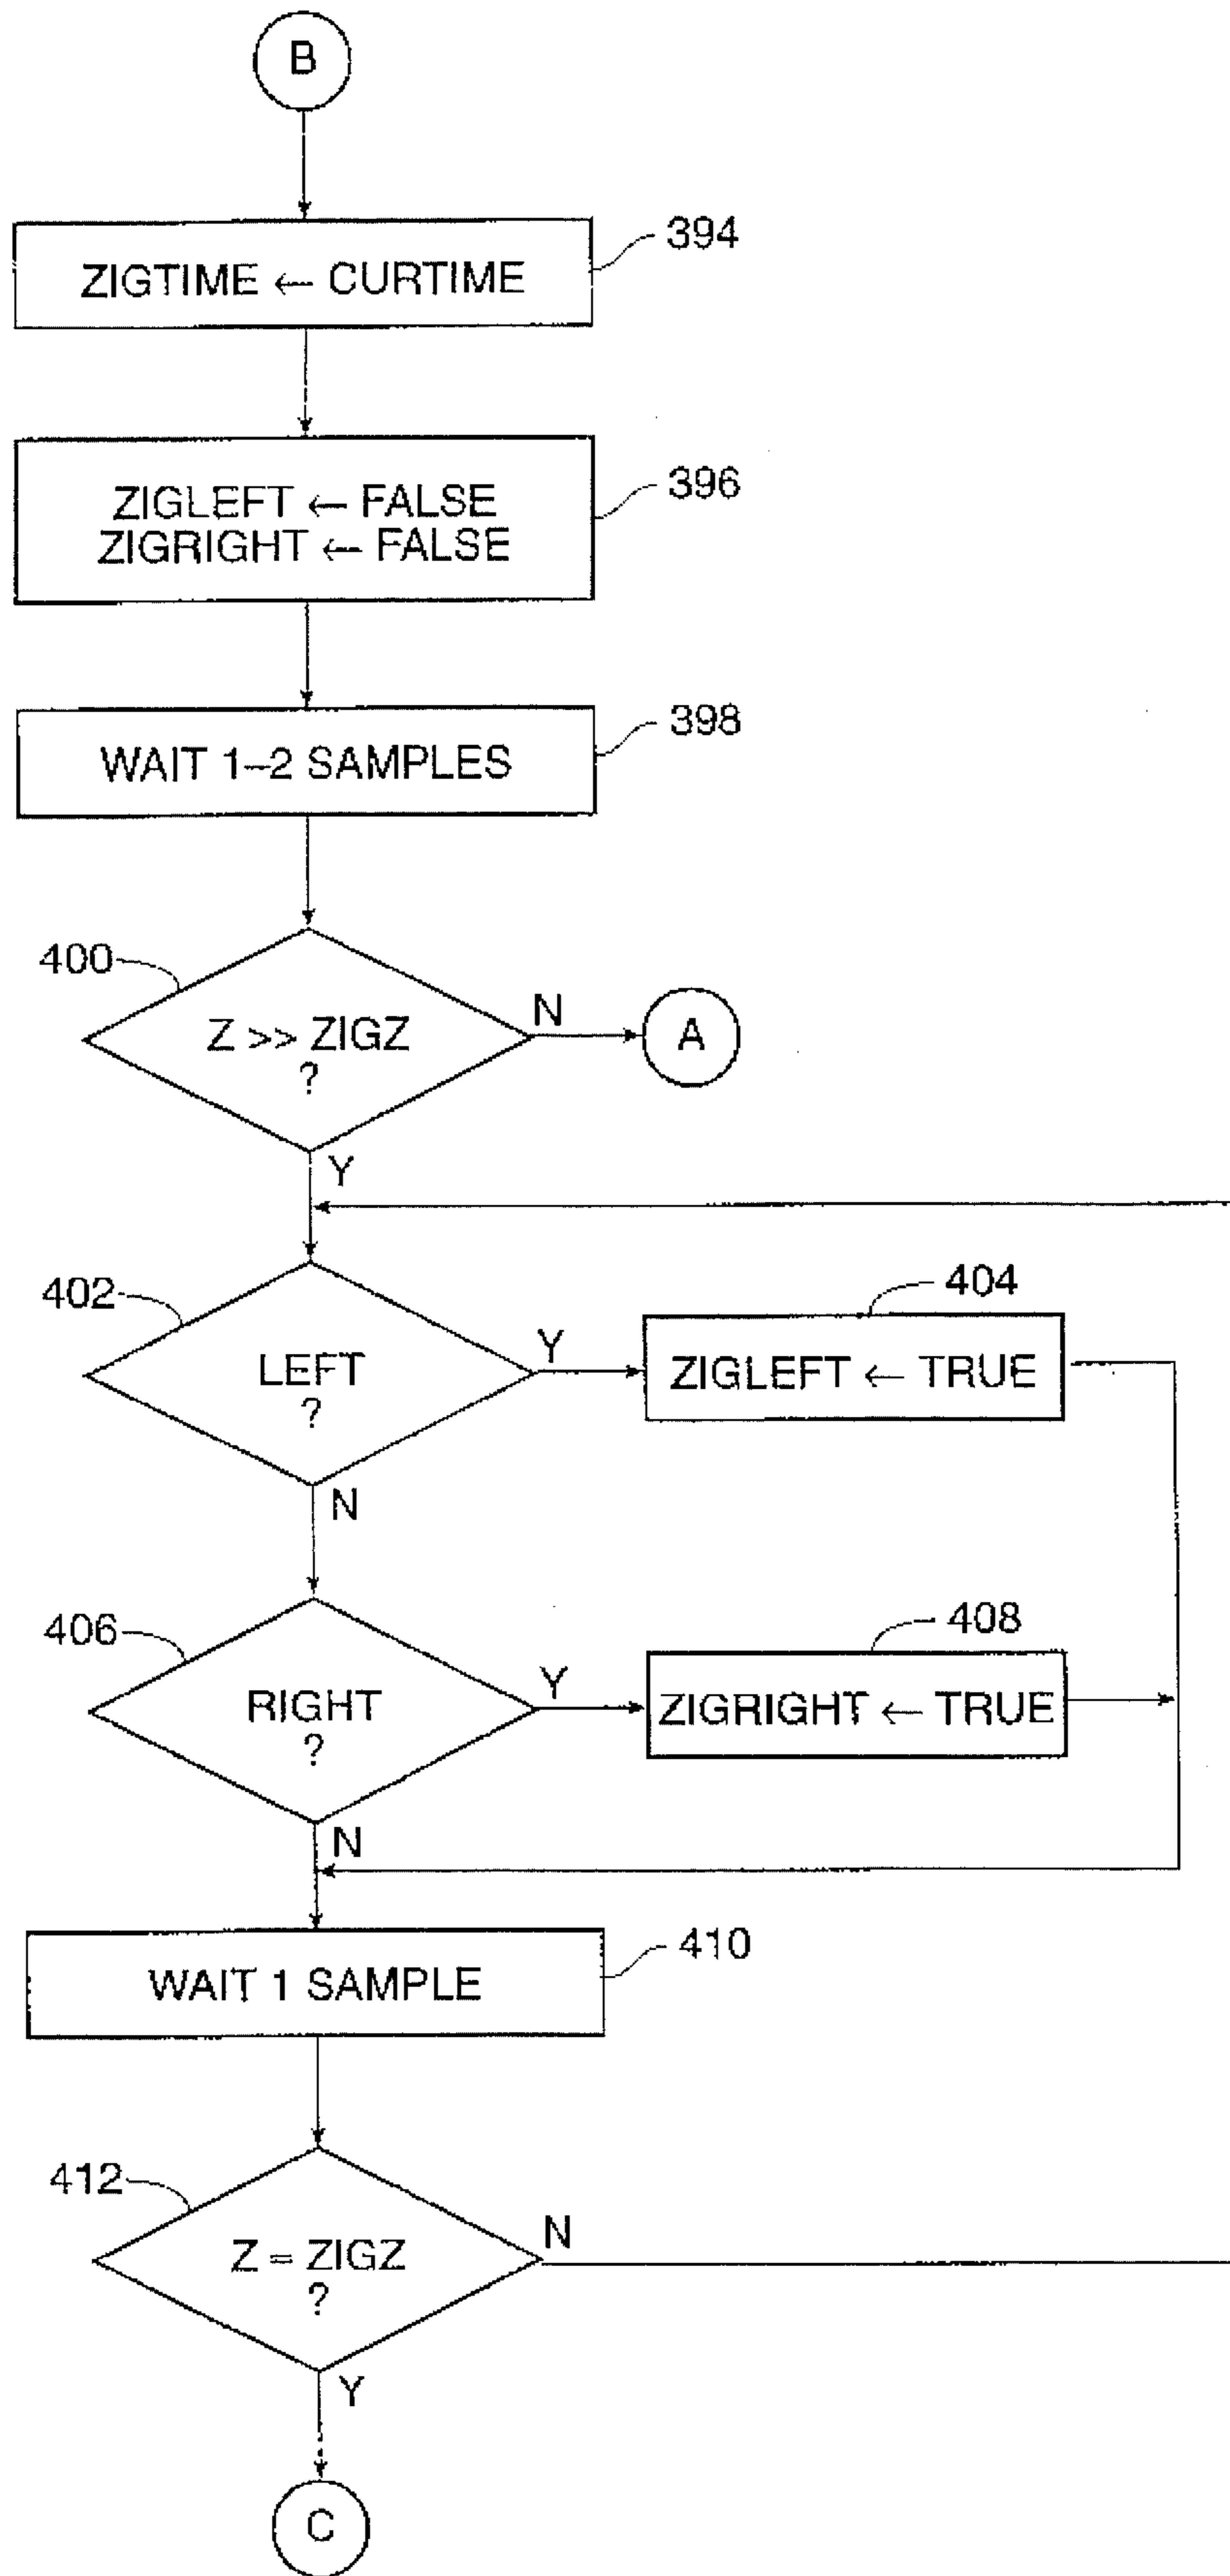 B
394
ZIGTIME ← CURTIME
396
ZIGLEFT ← FALSE
ZIGRIGHT ← FALSE
398
WAIT 1–2 SAMPLES
400
Z >> ZIGZ
?
N
A
Y
402
LEFT
?
Y
404
ZIGLEFT ← TRUE
N
406
RIGHT
?
Y
408
ZIGRIGHT ← TRUE
N
410
WAIT 1 SAMPLE
412
Z = ZIGZ
?
N
Y
C